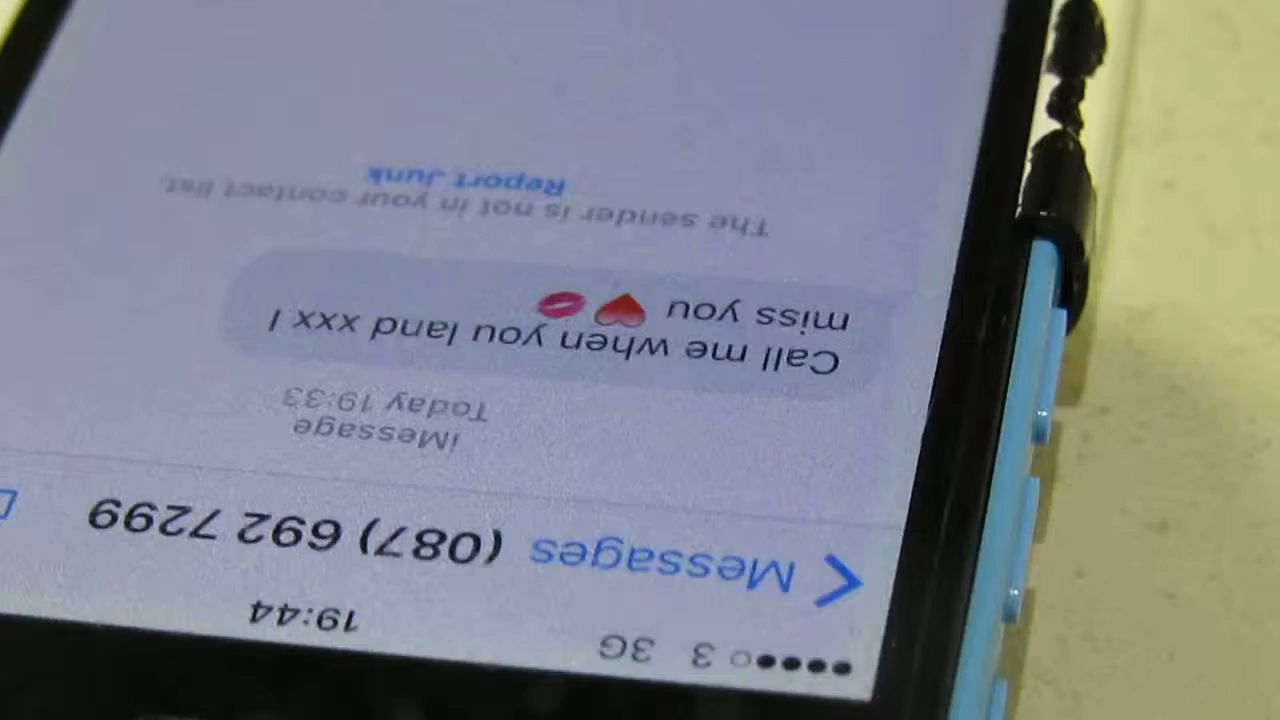 3 3G
19:44
Messages (087) 692 7299
iMessage
Today 19:33
Call me when you land xxx I
miss you
The sender is not in your contact list.
Report Junk